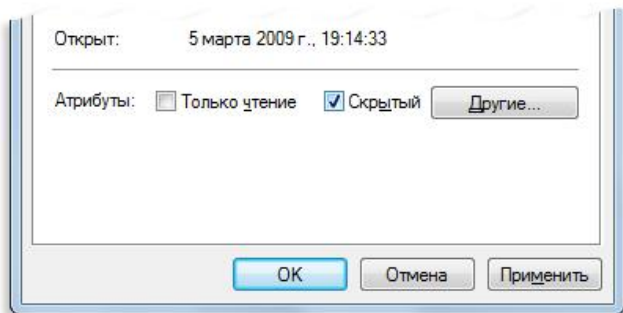 Открыт: 5 марта 2009 г., 19:14:33
Атрибуты: Только чтение Скрытый Другие...
OK Отмена Применить